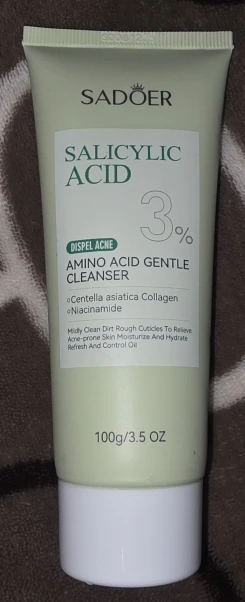 SADOER
SALICYLIC
ACID
3%
DISPEL ACNE
AMINO ACID GENTLE
CLEANSER
Centella asiatica Collagen
Niacinamide
Mildly Clean Dirt Rough Cuticles To Relieve
Acne-prone Skin Moisturize And Hydrate
Refresh And Control Oil
100g/3.5 OZ